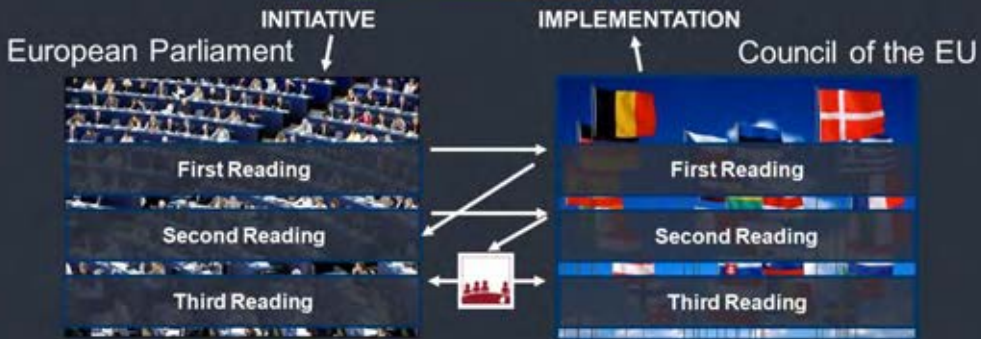 INITIATIVE
IMPLEMENTATION
European Parliament
Council of the EU
First Reading
First Reading
Second Reading
Second Reading
Third Reading
Third Reading